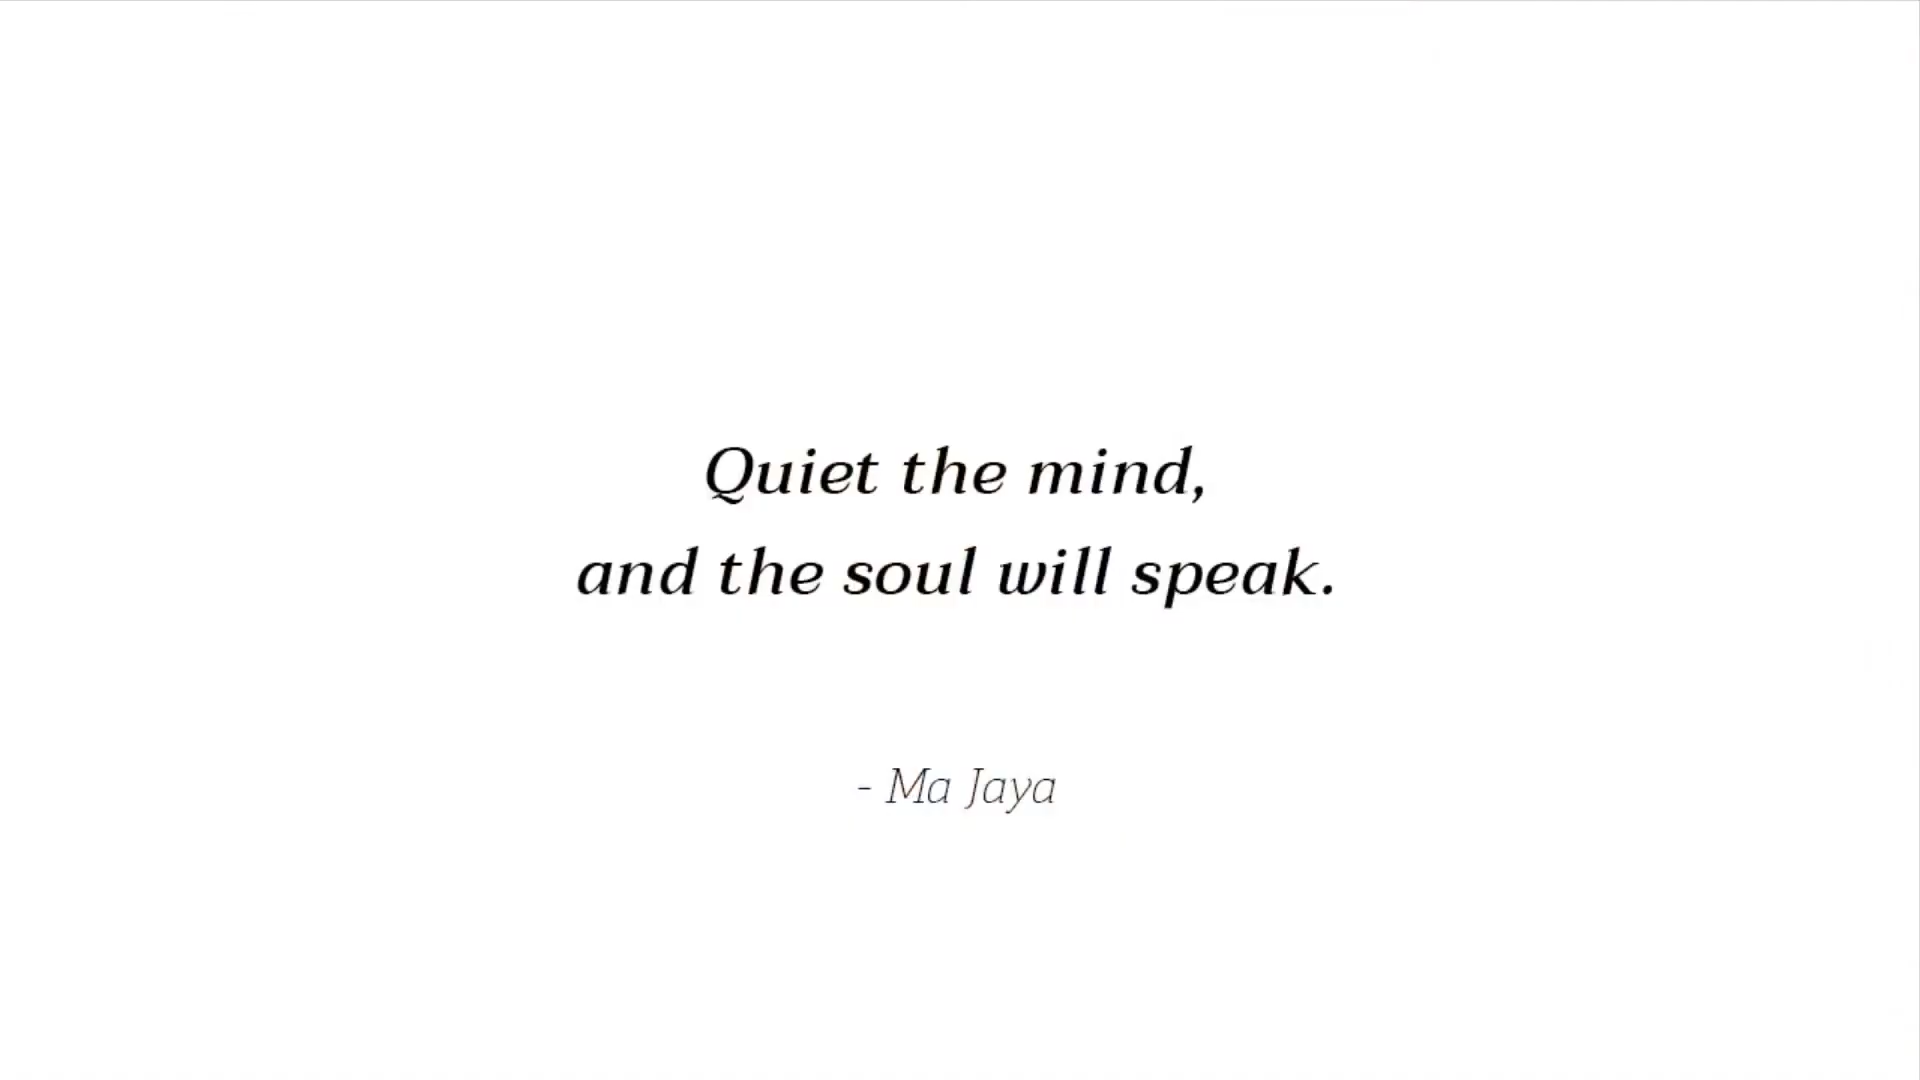 Quiet the mind,
and the soul will speak.
- Ma Jaya